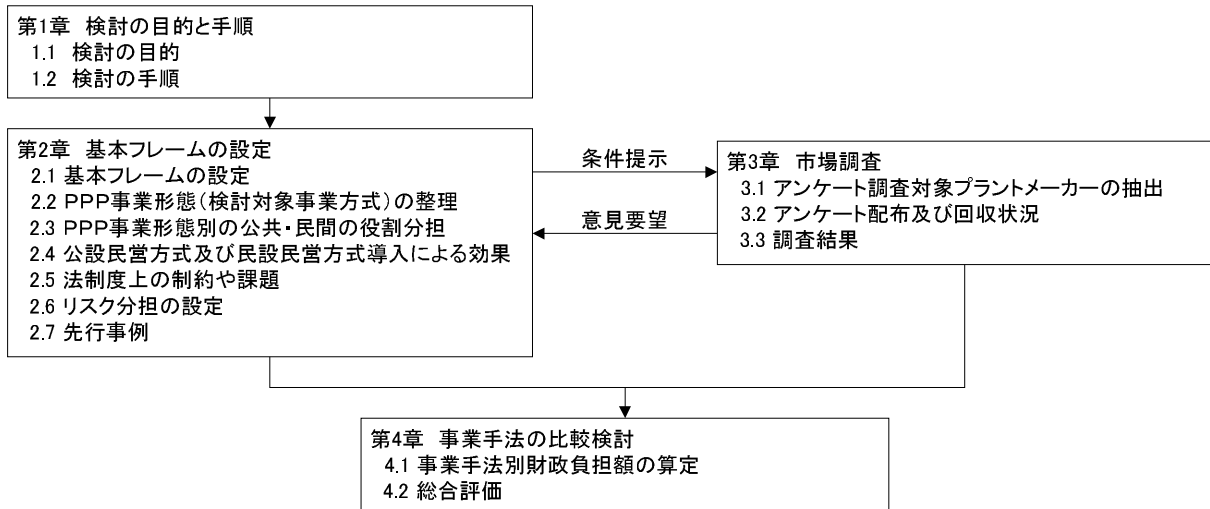 第1章 検討の目的と手順
1.1 検討の目的
1.2 検討の手順
第2章 基本フレームの設定
2.1 基本フレームの設定
2.2 PPP事業形態(検討対象事業方式)の整理
2.3 PPP事業形態別の公共・民間の役割分担
2.4 公設民営方式及び民設民営方式導入による効果
2.5 法制度上の制約や課題
2.6 リスク分担の設定
2.7 先行事例
条件提示
意見要望
第3章 市場調査
3.1 アンケート調査対象プラントメーカーの抽出
3.2 アンケート配布及び回収状況
3.3 調査結果
第4章 事業手法の比較検討
4.1 事業手法別財政負担額の算定
4.2 総合評価